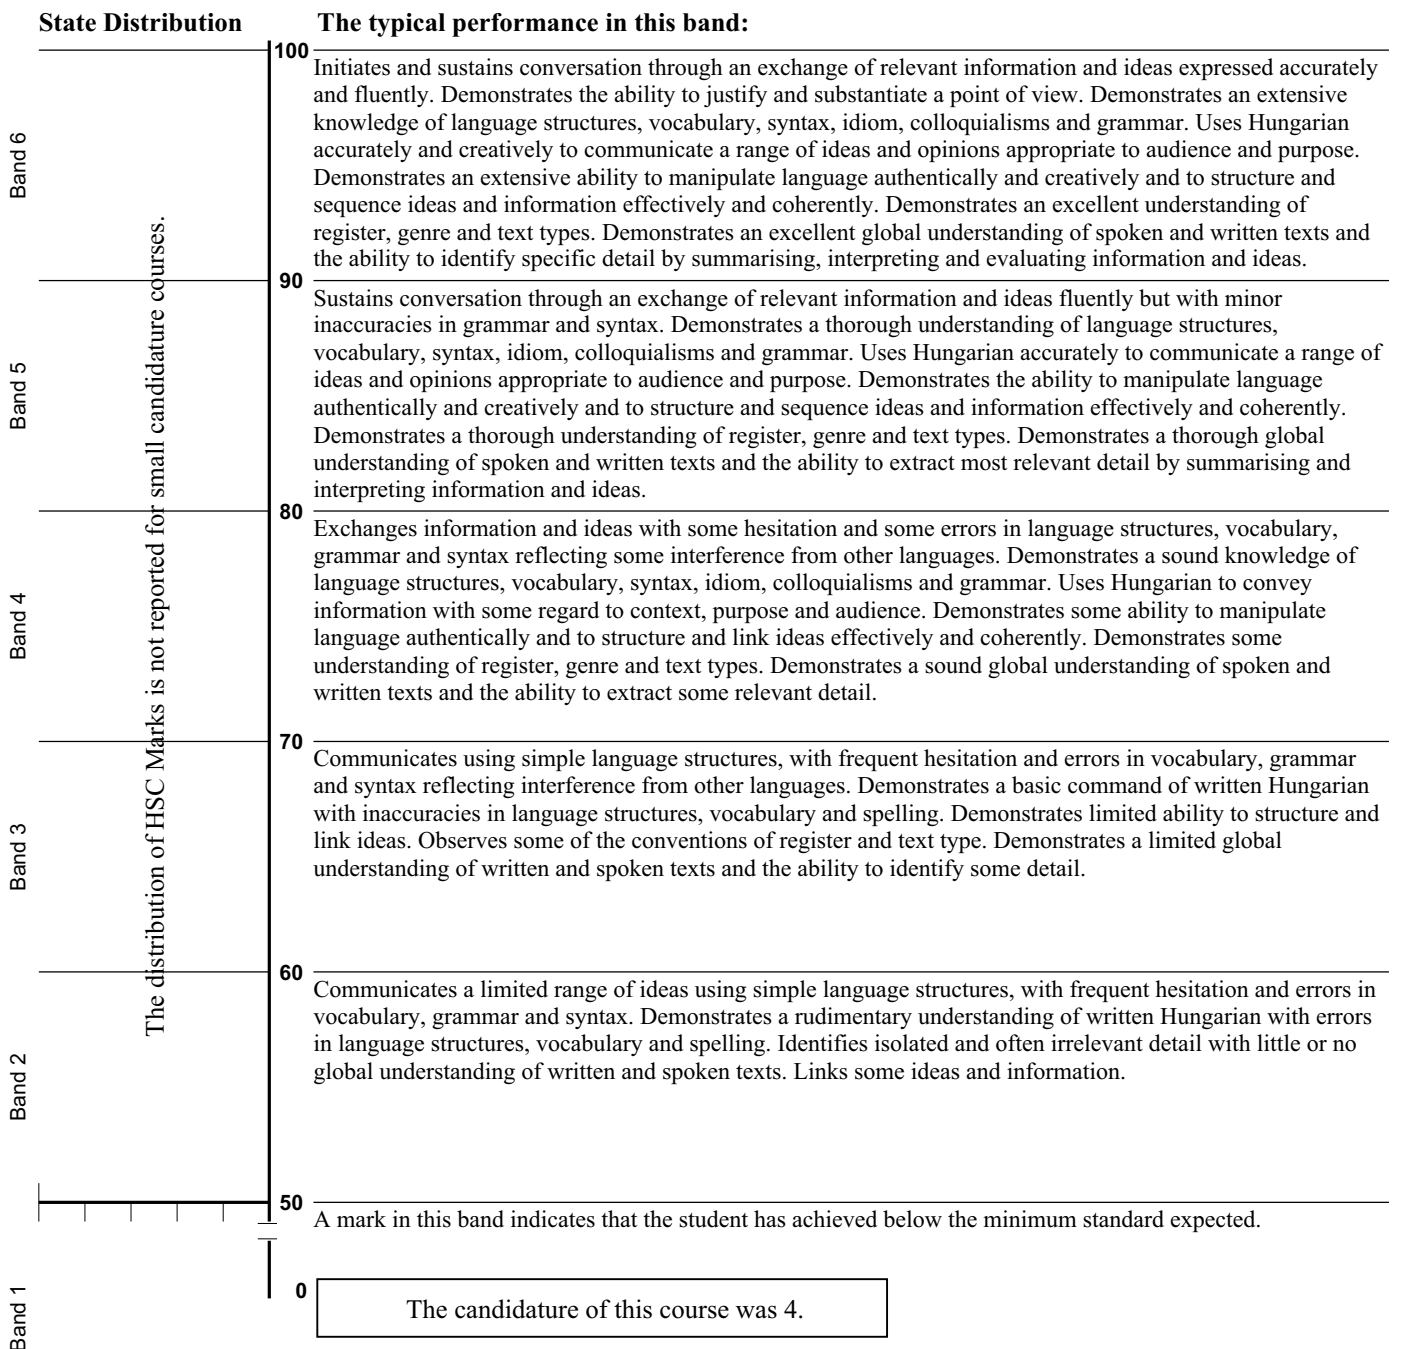 State Distribution
The typical performance in this band:
100
Band 6
Initiates and sustains conversation through an exchange of relevant information and ideas expressed accurately
and fluently. Demonstrates the ability to justify and substantiate a point of view. Demonstrates an extensive
knowledge of language structures, vocabulary, syntax, idiom, colloquialisms and grammar. Uses Hungarian
accurately and creatively to communicate a range of ideas and opinions appropriate to audience and purpose.
Demonstrates an extensive ability to manipulate language authentically and creatively and to structure and
sequence ideas and information effectively and coherently. Demonstrates an excellent understanding of
register, genre and text types. Demonstrates an excellent global understanding of spoken and written texts and
the ability to identify specific detail by summarising, interpreting and evaluating information and ideas.
The distribution of HSC Marks is not reported for small candidature courses.
90
Band 5
Sustains conversation through an exchange of relevant information and ideas fluently but with minor
inaccuracies in grammar and syntax. Demonstrates a thorough understanding of language structures,
vocabulary, syntax, idiom, colloquialisms and grammar. Uses Hungarian accurately to communicate a range of
ideas and opinions appropriate to audience and purpose. Demonstrates the ability to manipulate language
authentically and creatively and to structure and sequence ideas and information effectively and coherently.
Demonstrates a thorough understanding of register, genre and text types. Demonstrates a thorough global
understanding of spoken and written texts and the ability to extract most relevant detail by summarising and
interpreting information and ideas.
80
Band 4
Exchanges information and ideas with some hesitation and some errors in language structures, vocabulary,
grammar and syntax reflecting some interference from other languages. Demonstrates a sound knowledge of
language structures, vocabulary, syntax, idiom, colloquialisms and grammar. Uses Hungarian to convey
information with some regard to context, purpose and audience. Demonstrates some ability to manipulate
language authentically and to structure and link ideas effectively and coherently. Demonstrates some
understanding of register, genre and text types. Demonstrates a sound global understanding of spoken and
written texts and the ability to extract some relevant detail.
70
Band 3
Communicates using simple language structures, with frequent hesitation and errors in vocabulary, grammar
and syntax reflecting interference from other languages. Demonstrates a basic command of written Hungarian
with inaccuracies in language structures, vocabulary and spelling. Demonstrates limited ability to structure and
link ideas. Observes some of the conventions of register and text type. Demonstrates a limited global
understanding of written and spoken texts and the ability to identify some detail.
60
Band 2
Communicates a limited range of ideas using simple language structures, with frequent hesitation and errors in
vocabulary, grammar and syntax. Demonstrates a rudimentary understanding of written Hungarian with errors
in language structures, vocabulary and spelling. Identifies isolated and often irrelevant detail with little or no
global understanding of written and spoken texts. Links some ideas and information.
50
A mark in this band indicates that the student has achieved below the minimum standard expected.
0
Band 1
The candidature of this course was 4.